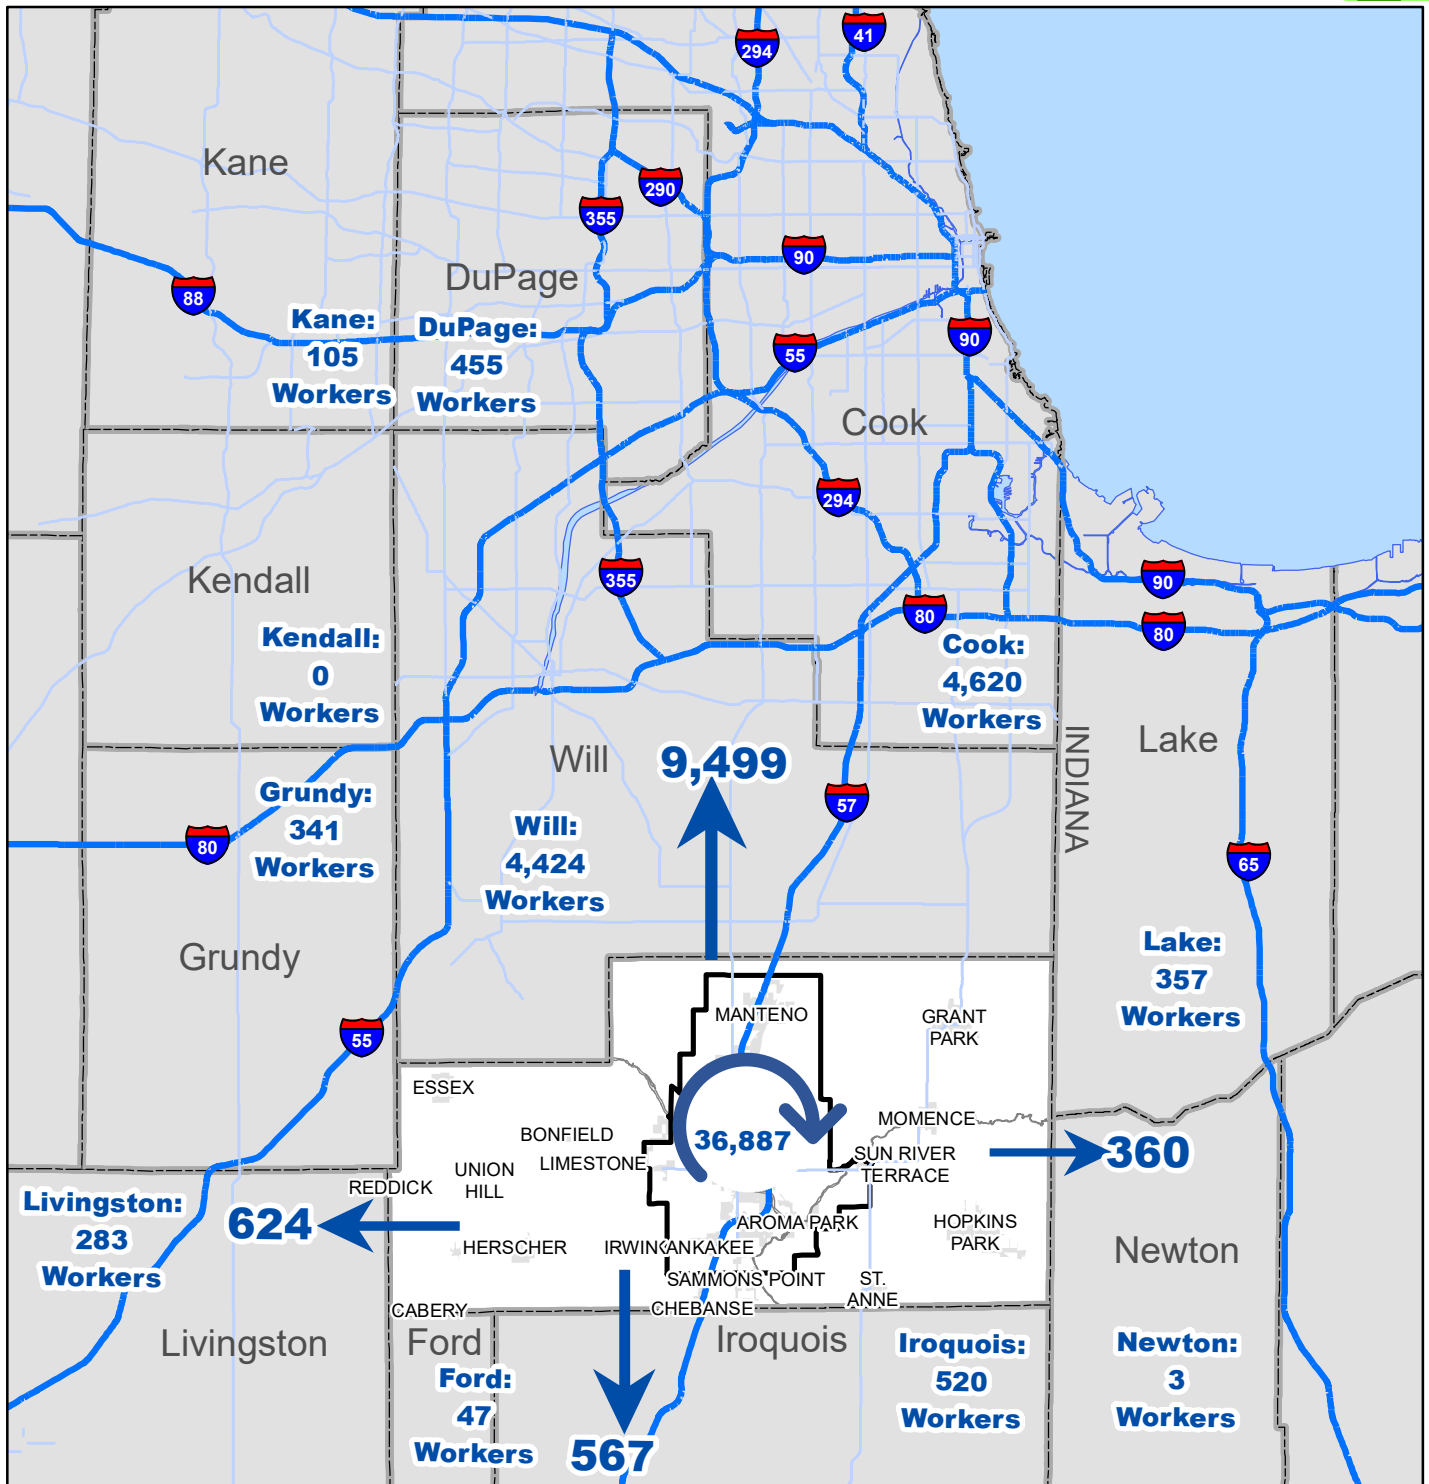 294
41
Kane
290
355
90
DuPage
88
Kane:
105
Workers
DuPage:
455
Workers
55
90
Cook
294
Kendall
355
90
80
80
Kendall:
0
Workers
Cook:
4,620
Workers
INDIANA
Lake
Will
9,499
Grundy:
341
Workers
57
80
Will:
4,424
Workers
65
Grundy
Lake:
357
Workers
55
MANTENO
GRANT
PARK
ESSEX
MOMENCE
BONFIELD
36,887
LIMESTONE
SUN RIVER
TERRACE
360
UNION
HILL
REDDICK
Livingston:
283
Workers
624
AROMA PARK
HOPKINS
PARK
HERSCHER
IRWIN
KANKAKEE
Newton
SAMMONS POINT
ST.
ANNE
CABERY
CHEBANSE
Livingston
Ford
Iroquois
Iroquois:
520
Workers
Newton:
3
Workers
Ford:
47
Workers
567